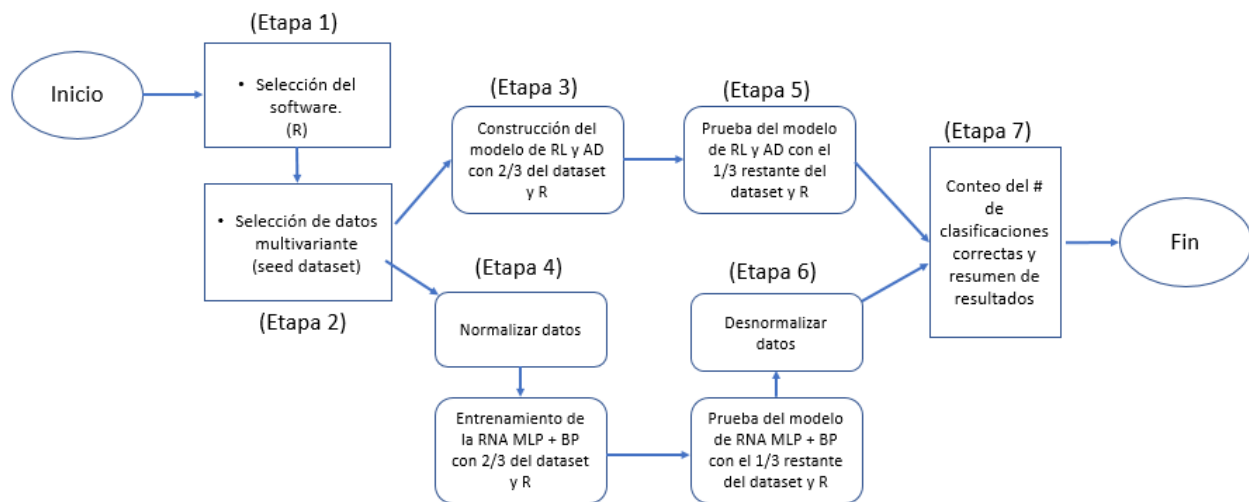 (Etapa 1)
Inicio
• Selección del
software.
(R)
• Selección de datos
multivariante
(seed dataset)
(Etapa 2)
(Etapa 3)
Construcción del
modelo de RL y AD
con 2/3 del dataset
y R
(Etapa 5)
Prueba del modelo
de RL y AD con el
1/3 restante del
dataset y R
(Etapa 4)
Normalizar datos
Entrenamiento de
la RNA MLP + BP
con 2/3 del dataset
y R
(Etapa 6)
Desnormalizar
datos
Prueba del modelo
de RNA MLP + BP
con el 1/3 restante
del dataset y R
(Etapa 7)
Conteo del #
de
clasificaciones
correctas y
resumen de
resultados
Fin